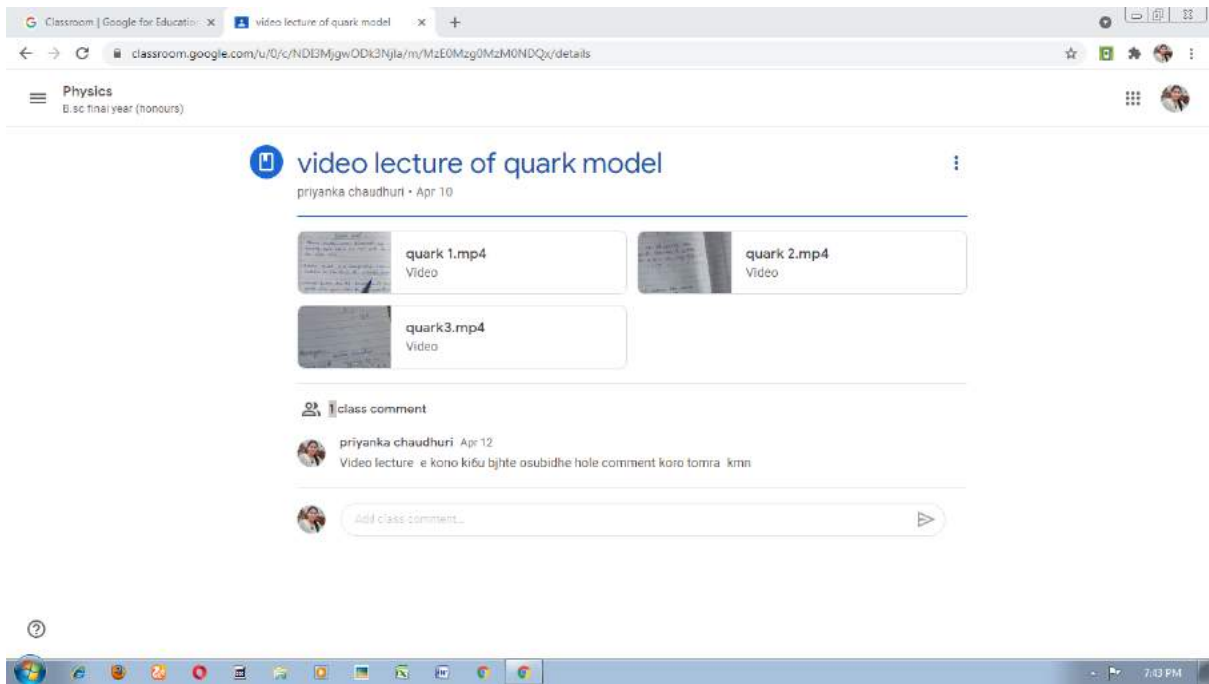 Classroom | Google for Education
video lecture of quark model
classroom.google.com/u/0/c/NDI3MjgwODk3NjIa/m/MzE0Mzg0MzM0NDQx/details
Physics
B.sc final year (honours)
video lecture of quark model
priyanka chaudhuri • Apr 10
quark 1.mp4
Video
quark 2.mp4
Video
quark3.mp4
Video
1 class comment
priyanka chaudhuri Apr 12
Video lecture e kono ki6u bjhte osubidhe hole comment koro tomra kmn
Add class comment...
7:43 PM